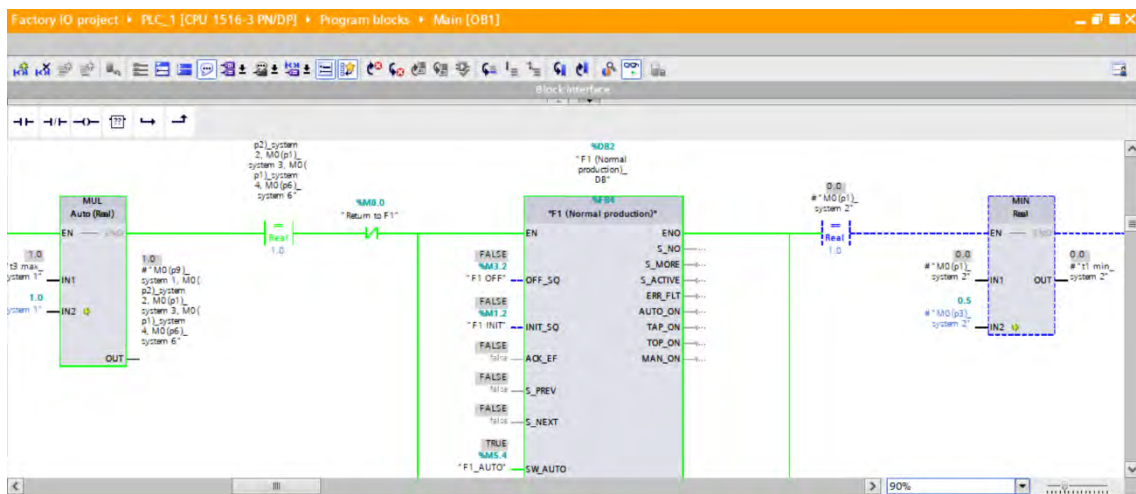 Factory IO project ▸ PLC_1 [CPU 1516-3 PN/DP] ▸ Program blocks ▸ Main [OB1]
Block interface
MUL
Auto (Real)
EN
ENO
1.0
"t3 max_
system 1"
IN1
1.0
system 1"
IN2
OUT
1.0
#"M0(p9)_
system 1, M0(
p2)_system
2, M0(p1)_
system 3, M0(
p1)_system
4, M0(p6)_
system 6"
p2)_system
2, M0(p1)_
system 3, M0(
p1)_system
4, M0(p6)_
system 6"
=
Real
1.0
%M8.0
"Return to F1"
%DB2
"F1 (Normal
production)_
DB"
%FB4
"F1 (Normal production)"
EN
ENO
S_NO
S_MORE
S_ACTIVE
ERR_FLT
AUTO_ON
TAP_ON
TOP_ON
MAN_ON
FALSE
%M3.2
"F1 OFF"
OFF_SQ
FALSE
%M1.2
"F1 INIT"
INIT_SQ
FALSE
false
ACK_EF
FALSE
false
S_PREV
FALSE
false
S_NEXT
TRUE
%M5.4
"F1_AUTO"
SW_AUTO
0.0
#"M0(p1)_
system 2"
=
Real
1.0
MIN
Real
EN
ENO
0.0
#"M0(p1)_
system 2"
IN1
0.5
#"M0(p3)_
system 2"
IN2
OUT
0.0
#"t1 min_
system 2"
90%